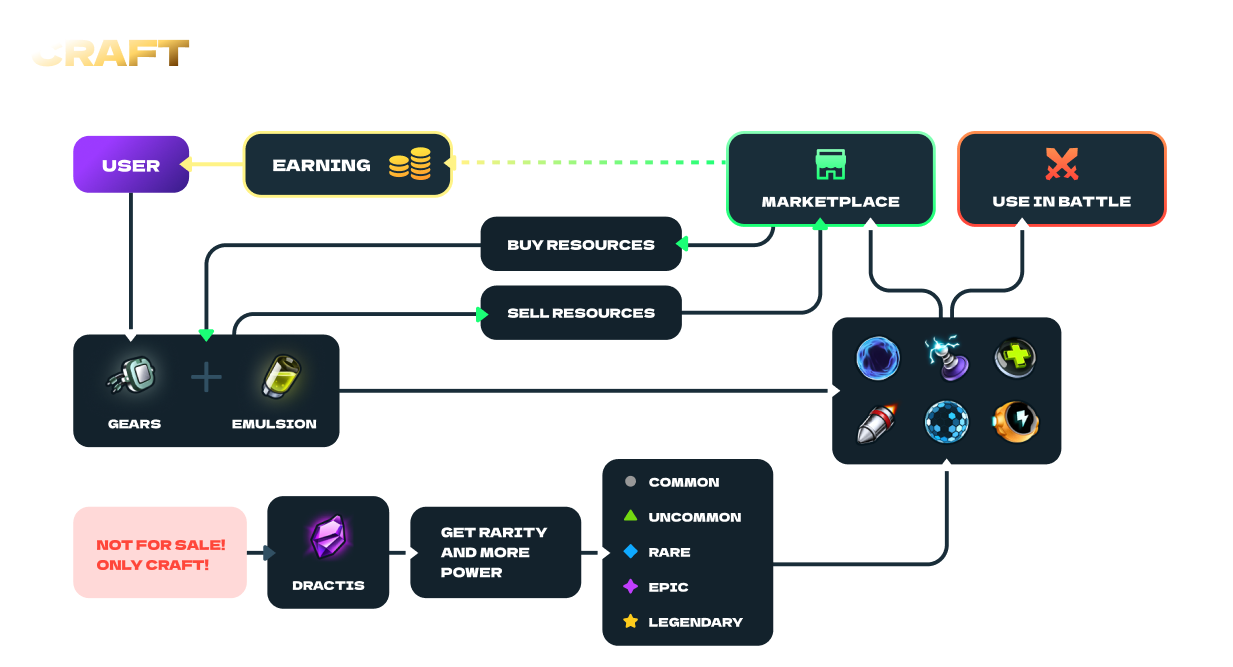 CRAFT
USER
EARNING
MARKETPLACE
USE IN BATTLE
BUY RESOURCES
SELL RESOURCES
GEARS
EMULSION
NOT FOR SALE!
ONLY CRAFT!
DRACTIS
GET RARITY
AND MORE
POWER
COMMON
UNCOMMON
RARE
EPIC
LEGENDARY